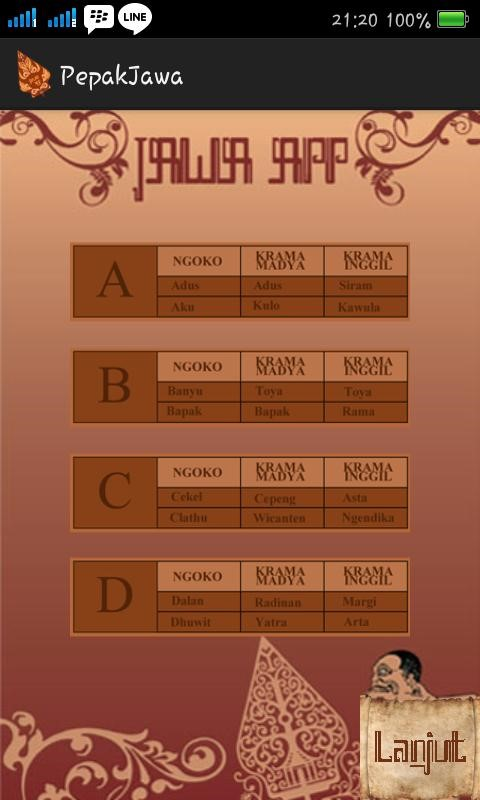 1 2 LINE 21:20 100%
PepakJawa
JAWA APP
A NGOKO KRAMA MADYA KRAMA INGGIL
Adus Adus Siram
Aku Kulo Kawula
B NGOKO KRAMA MADYA KRAMA INGGIL
Banyu Toya Toya
Bapak Bapak Rama
C NGOKO KRAMA MADYA KRAMA INGGIL
Cekel Cepeng Asta
Clathu Wicanten Ngendika
D NGOKO KRAMA MADYA KRAMA INGGIL
Dalan Radinan Margi
Dhuwit Yatra Arta
Lanjut